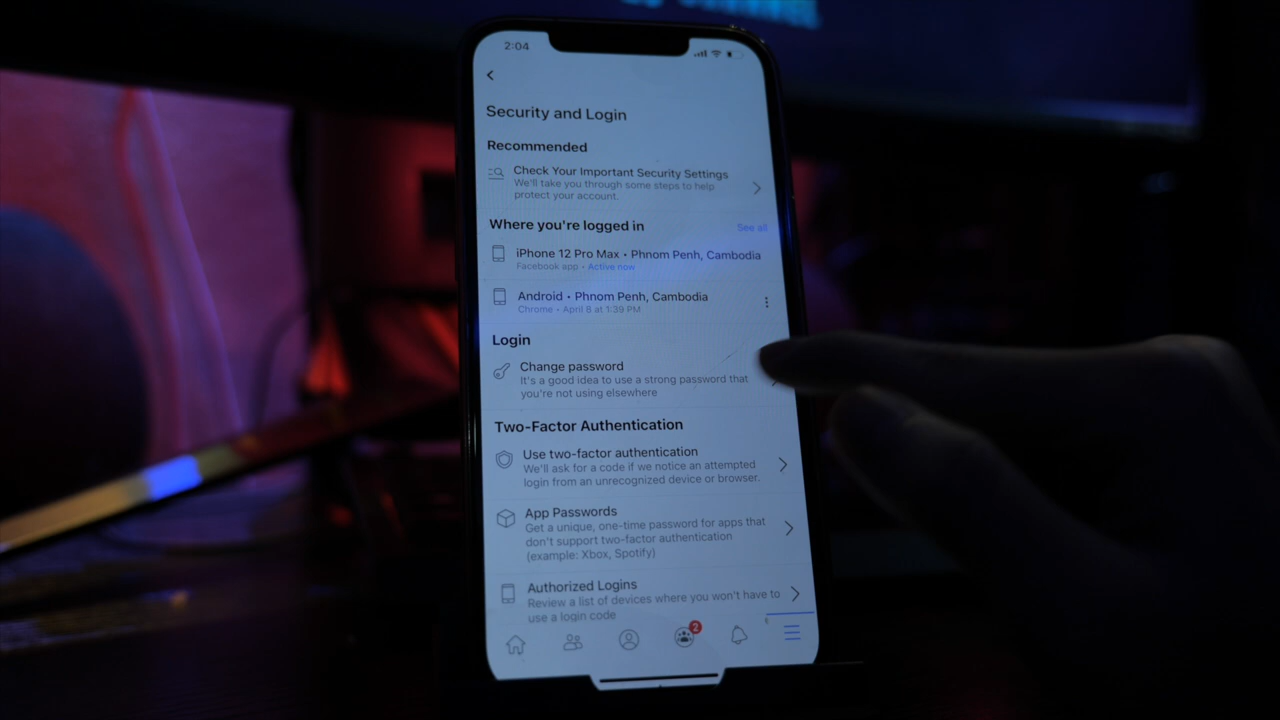 2:04
Security and Login
Recommended
Check Your Important Security Settings
We'll take you through some steps to help
protect your account.
Where you're logged in
See all
iPhone 12 Pro Max • Phnom Penh, Cambodia
Facebook app • Active now
Android • Phnom Penh, Cambodia
Chrome • April 8 at 1:39 PM
Login
Change password
It's a good idea to use a strong password that
you're not using elsewhere
Two-Factor Authentication
Use two-factor authentication
We'll ask for a code if we notice an attempted
login from an unrecognized device or browser.
App Passwords
Get a unique, one-time password for apps that
don't support two-factor authentication
(example: Xbox, Spotify)
Authorized Logins
Review a list of devices where you won't have to
use a login code
2